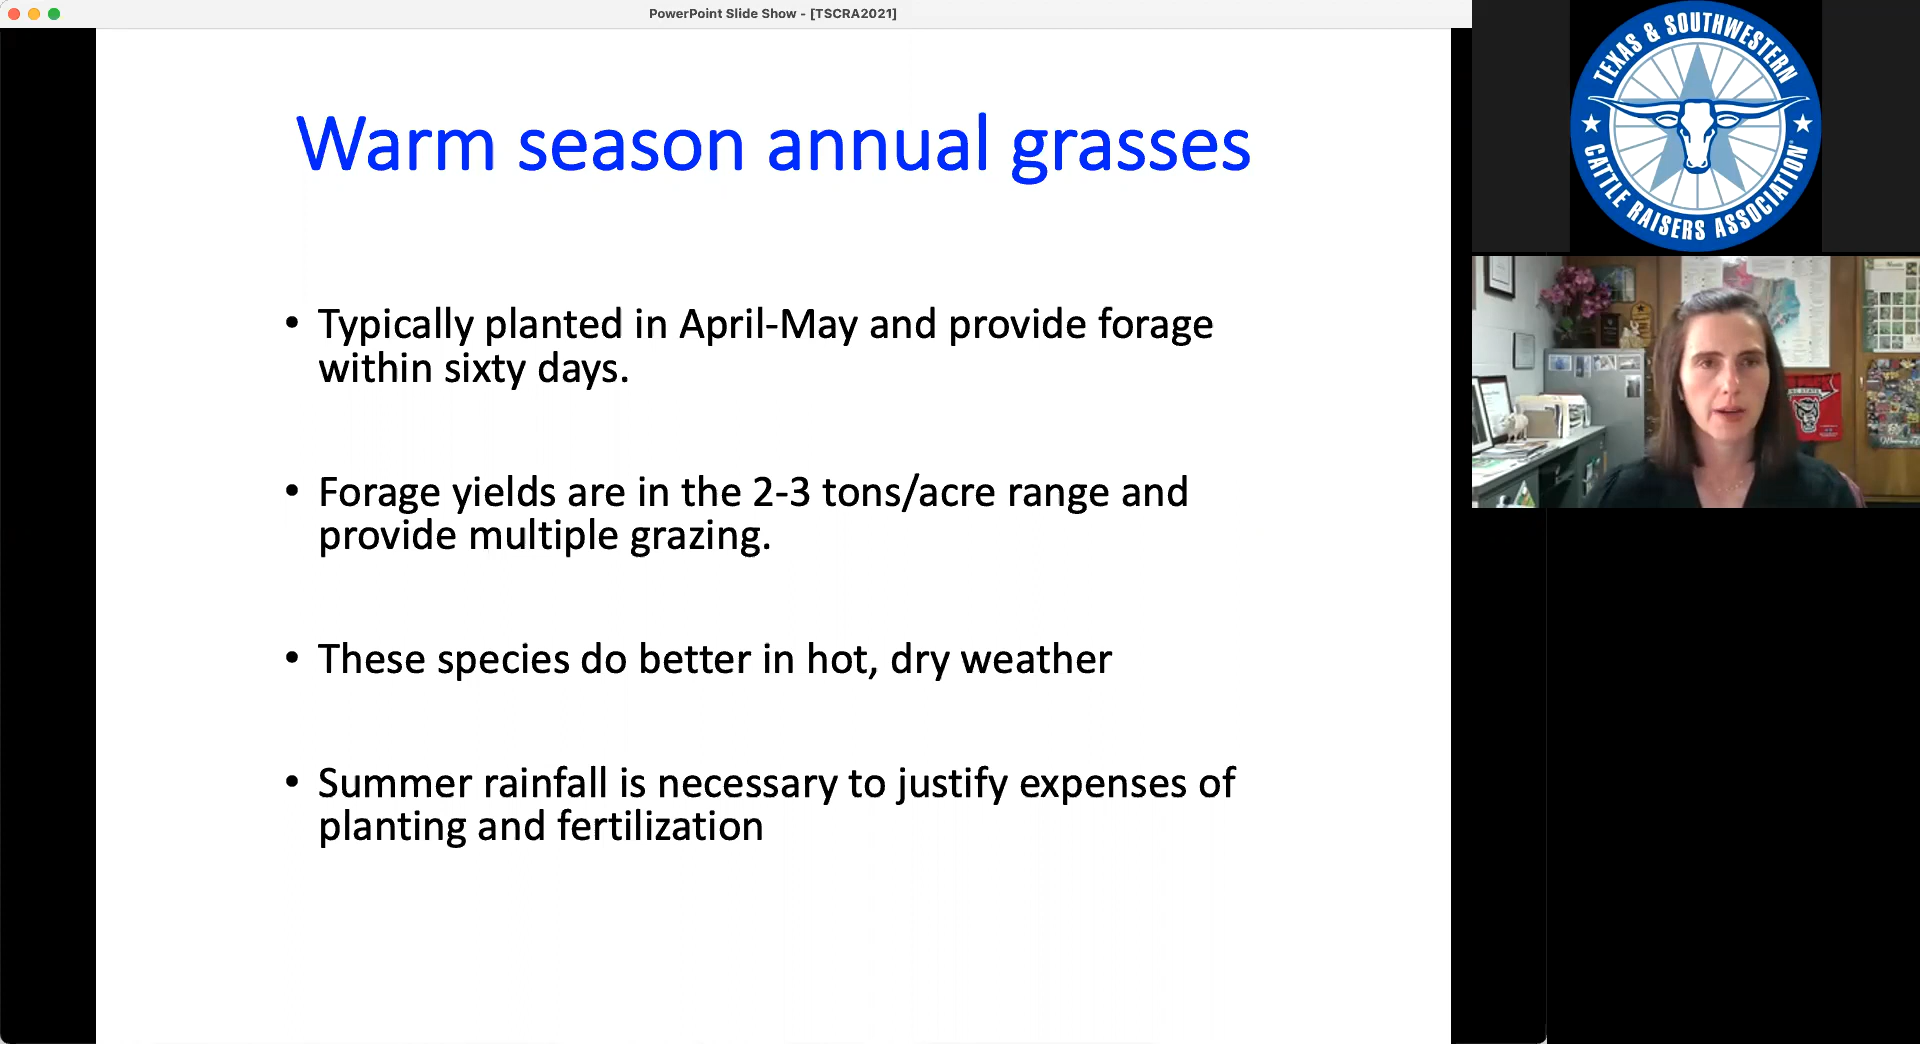 PowerPoint Slide Show - [TSCRA2021]
Warm season annual grasses
• Typically planted in April-May and provide forage
within sixty days.
• Forage yields are in the 2-3 tons/acre range and
provide multiple grazing.
• These species do better in hot, dry weather
• Summer rainfall is necessary to justify expenses of
planting and fertilization
TEXAS & SOUTHWESTERN
CATTLE RAISERS ASSOCIATION